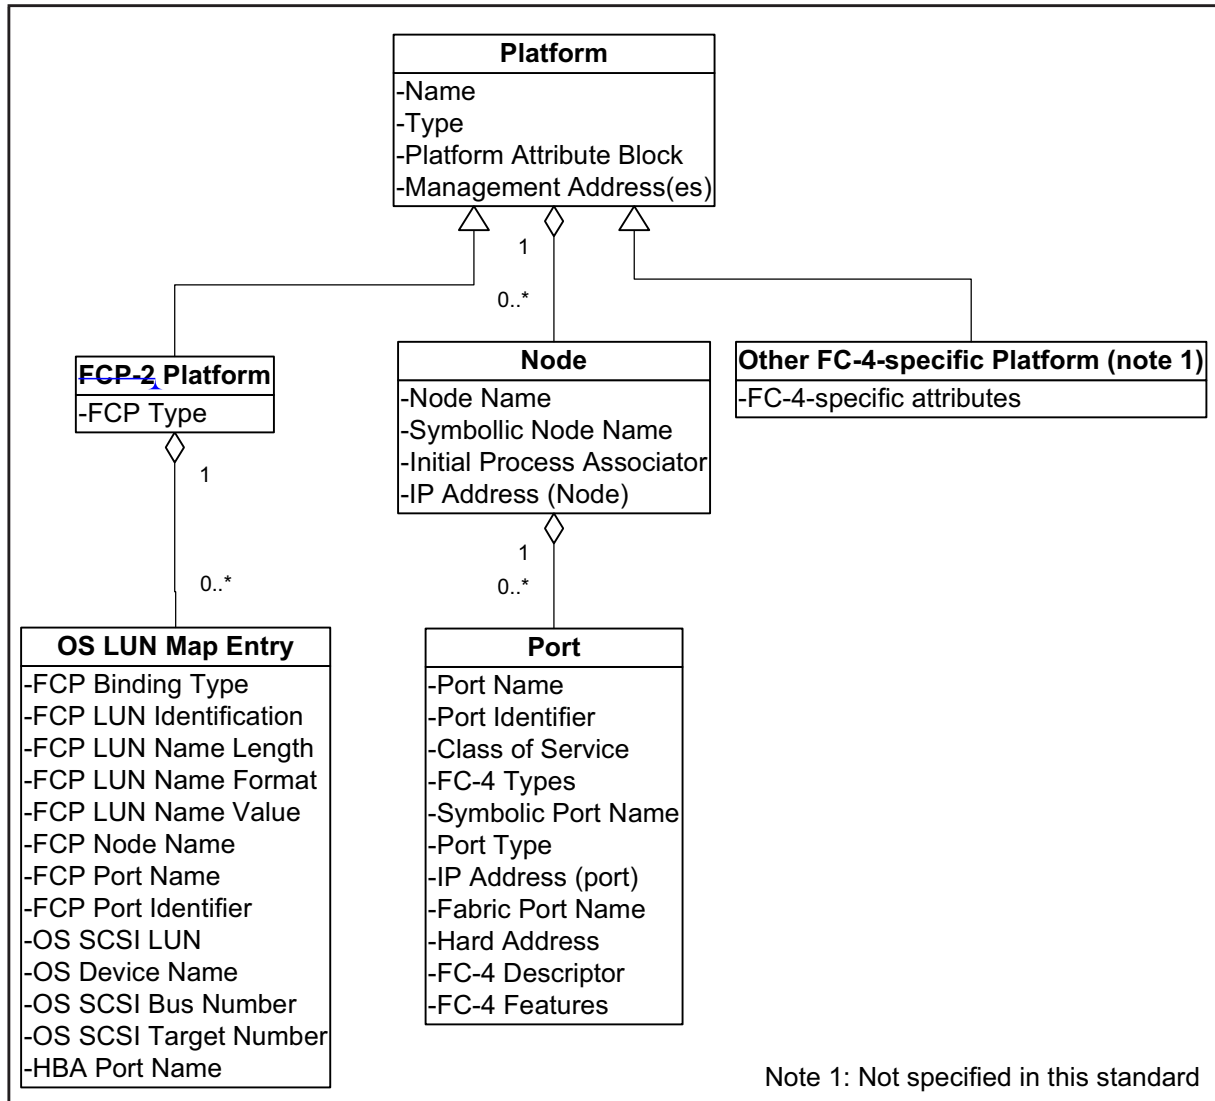 Platform
-Name
-Type
-Platform Attribute Block
-Management Address(es)
1
0..*
FCP-2 Platform
-FCP Type
1
0..*
Node
-Node Name
-Symbollic Node Name
-Initial Process Associator
-IP Address (Node)
1
0..*
Other FC-4-specific Platform (note 1)
-FC-4-specific attributes
OS LUN Map Entry
-FCP Binding Type
-FCP LUN Identification
-FCP LUN Name Length
-FCP LUN Name Format
-FCP LUN Name Value
-FCP Node Name
-FCP Port Name
-FCP Port Identifier
-OS SCSI LUN
-OS Device Name
-OS SCSI Bus Number
-OS SCSI Target Number
-HBA Port Name
Port
-Port Name
-Port Identifier
-Class of Service
-FC-4 Types
-Symbolic Port Name
-Port Type
-IP Address (port)
-Fabric Port Name
-Hard Address
-FC-4 Descriptor
-FC-4 Features
Note 1: Not specified in this standard